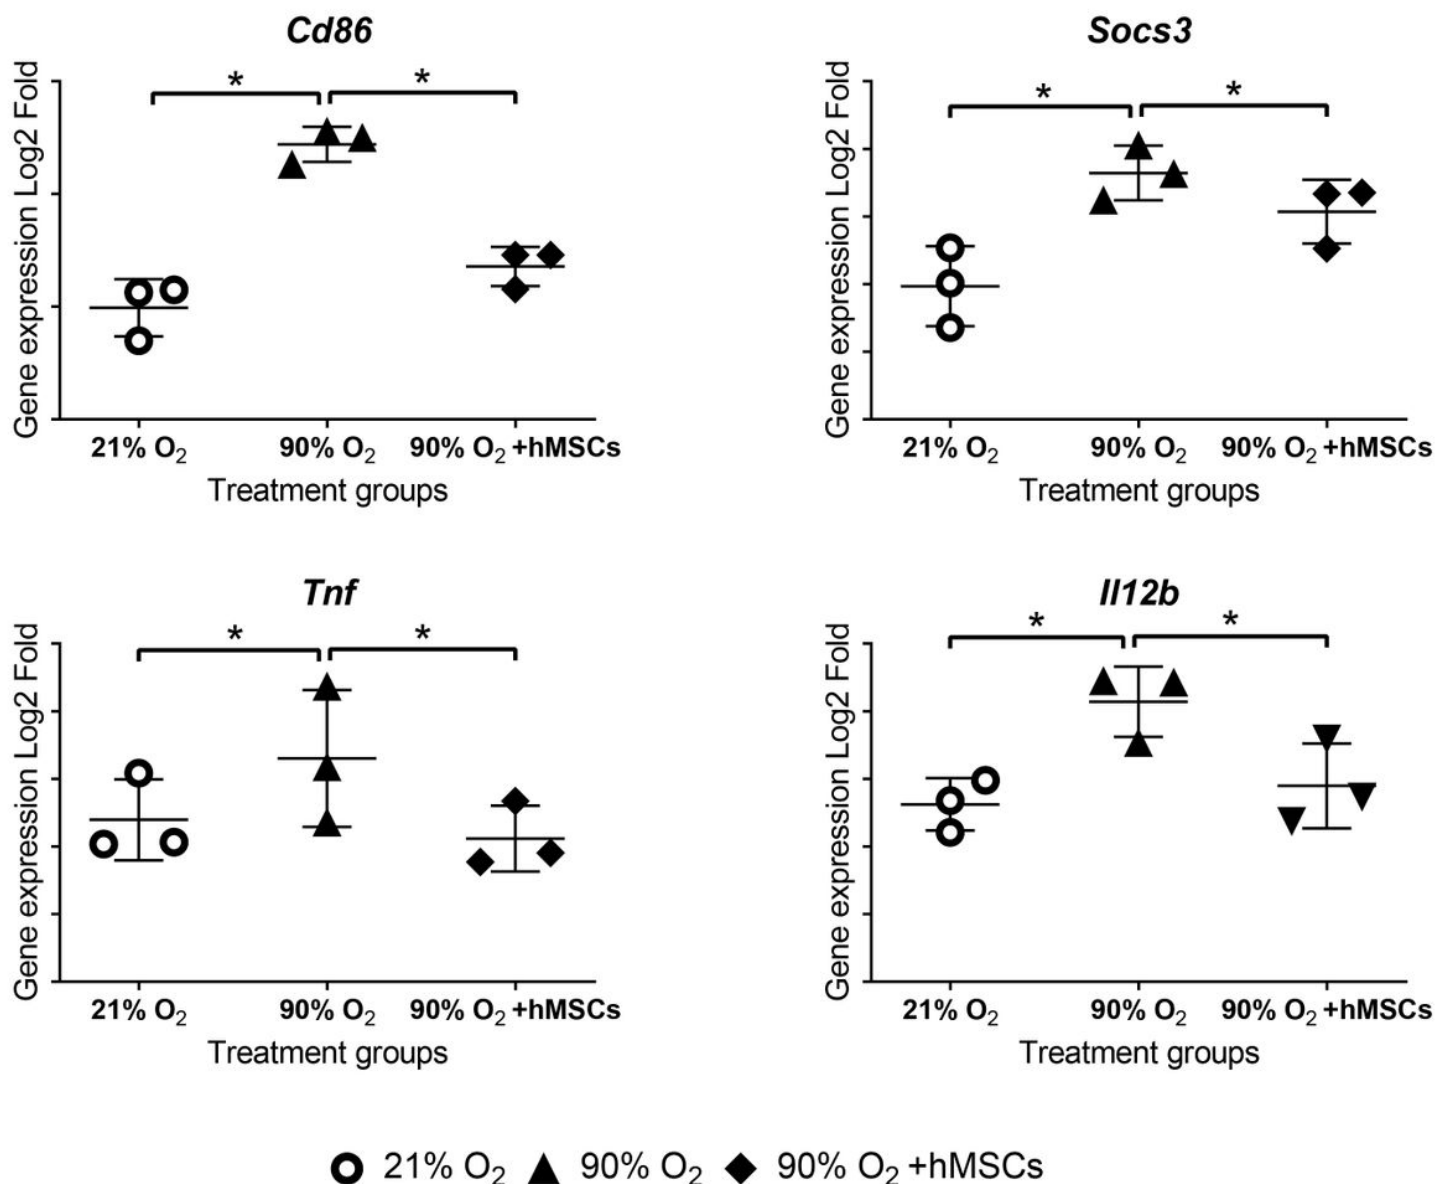 Cd86
* *
Gene expression Log2 Fold
21% O₂ 90% O₂ 90% O₂ +hMSCs
Treatment groups
Socs3
* *
Gene expression Log2 Fold
21% O₂ 90% O₂ 90% O₂ +hMSCs
Treatment groups
Tnf
* *
Gene expression Log2 Fold
21% O₂ 90% O₂ 90% O₂ +hMSCs
Treatment groups
Il12b
* *
Gene expression Log2 Fold
21% O₂ 90% O₂ 90% O₂ +hMSCs
Treatment groups
21% O₂ 90% O₂ 90% O₂ +hMSCs